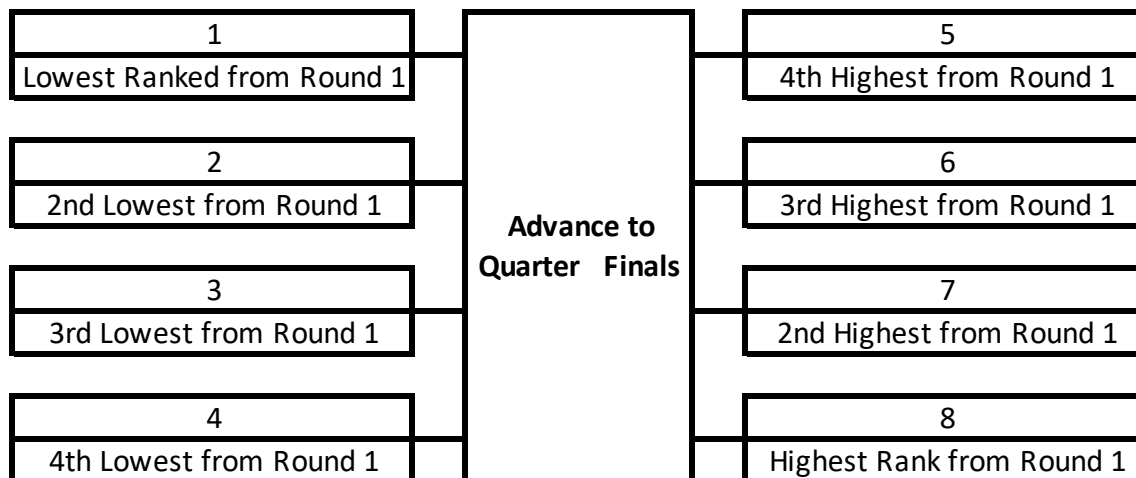 1
Lowest Ranked from Round 1
2
2nd Lowest from Round 1
3
3rd Lowest from Round 1
4
4th Lowest from Round 1
Advance to
Quarter Finals
5
4th Highest from Round 1
6
3rd Highest from Round 1
7
2nd Highest from Round 1
8
Highest Rank from Round 1